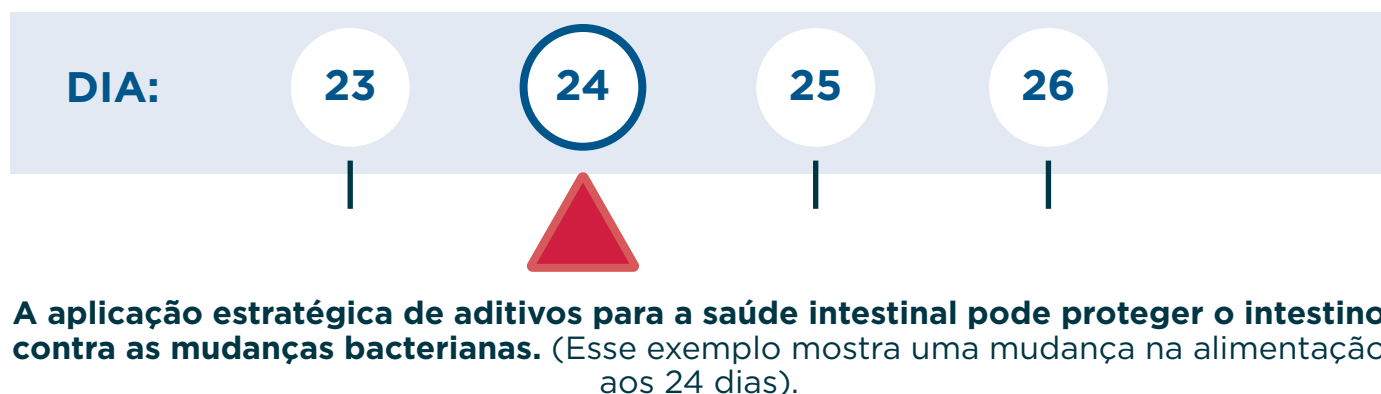 DIA: 23 24 25 26
A aplicação estratégica de aditivos para a saúde intestinal pode proteger o intestino
contra as mudanças bacterianas. (Esse exemplo mostra uma mudança na alimentação
aos 24 dias).